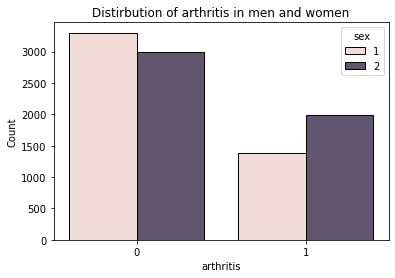 Distirbution of arthritis in men and women
sex
1
2
Count
3000
2500
2000
1500
1000
500
0
0
1
arthritis